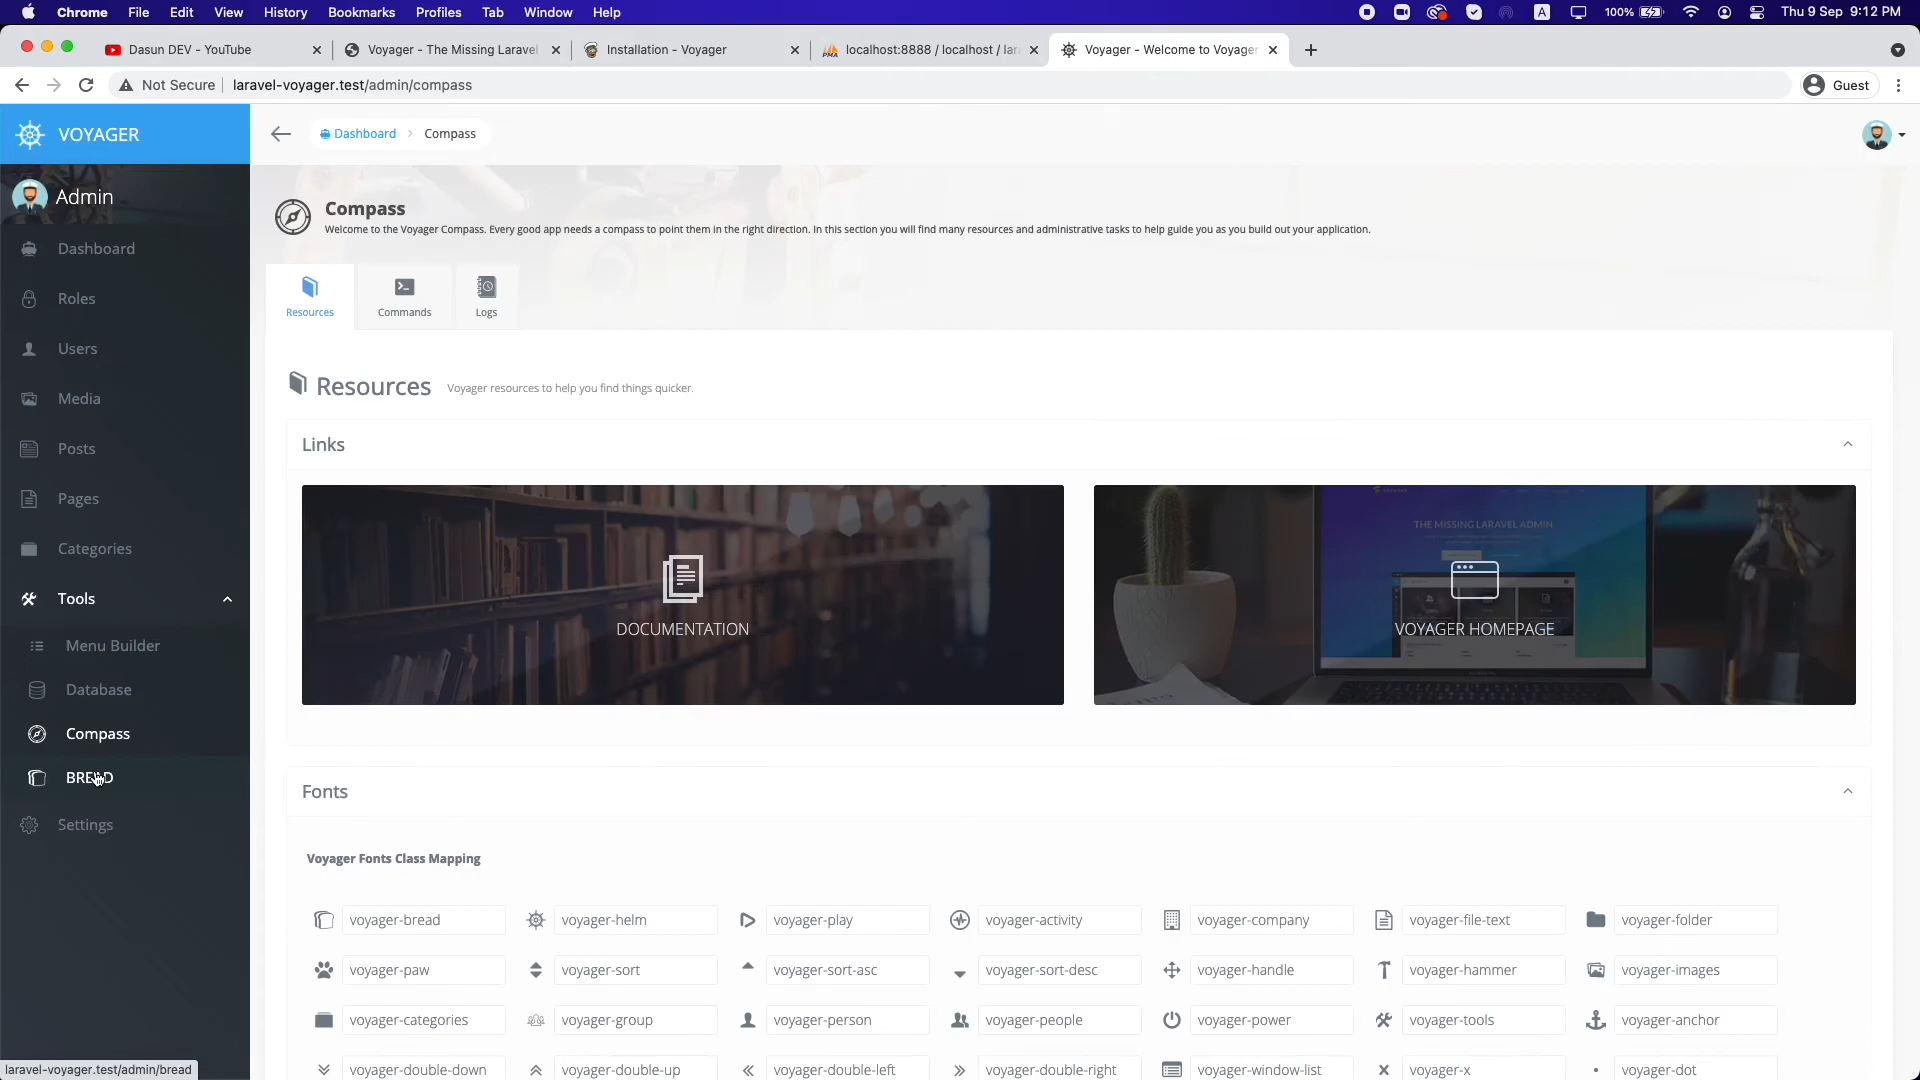 Chrome File Edit View History Bookmarks Profiles Tab Window Help A 100% Thu 9 Sep 9:12 PM
Dasun DEV - YouTube Voyager - The Missing Laravel Installation - Voyager localhost:8888 / localhost / lar Voyager - Welcome to Voyager
Not Secure laravel-voyager.test/admin/compass Guest
VOYAGER
Dashboard > Compass
Admin
Dashboard
Roles
Users
Media
Posts
Pages
Categories
Tools
Menu Builder
Database
Compass
BREAD
Settings
Compass
Welcome to the Voyager Compass. Every good app needs a compass to point them in the right direction. In this section you will find many resources and administrative tasks to help guide you as you build out your application.
Resources Commands Logs
Resources Voyager resources to help you find things quicker.
Links
DOCUMENTATION
THE MISSING LARAVEL ADMIN
VOYAGER HOMEPAGE
Fonts
Voyager Fonts Class Mapping
voyager-bread voyager-helm voyager-play voyager-activity voyager-company voyager-file-text voyager-folder
voyager-paw voyager-sort voyager-sort-asc voyager-sort-desc voyager-handle voyager-hammer voyager-images
voyager-categories voyager-group voyager-person voyager-people voyager-power voyager-tools voyager-anchor
voyager-double-down voyager-double-up voyager-double-left voyager-double-right voyager-window-list voyager-x voyager-dot
laravel-voyager.test/admin/bread